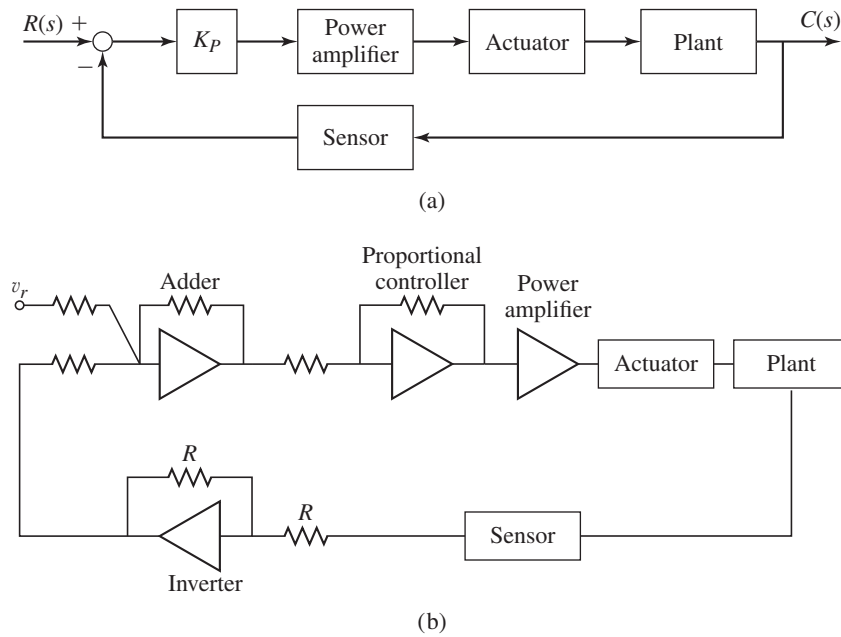 R(s) +
−
K_P
Power
amplifier
Actuator
Plant
C(s)
Sensor
(a)
v_r
Adder
Proportional
controller
Power
amplifier
Actuator
Plant
R
R
Inverter
Sensor
(b)